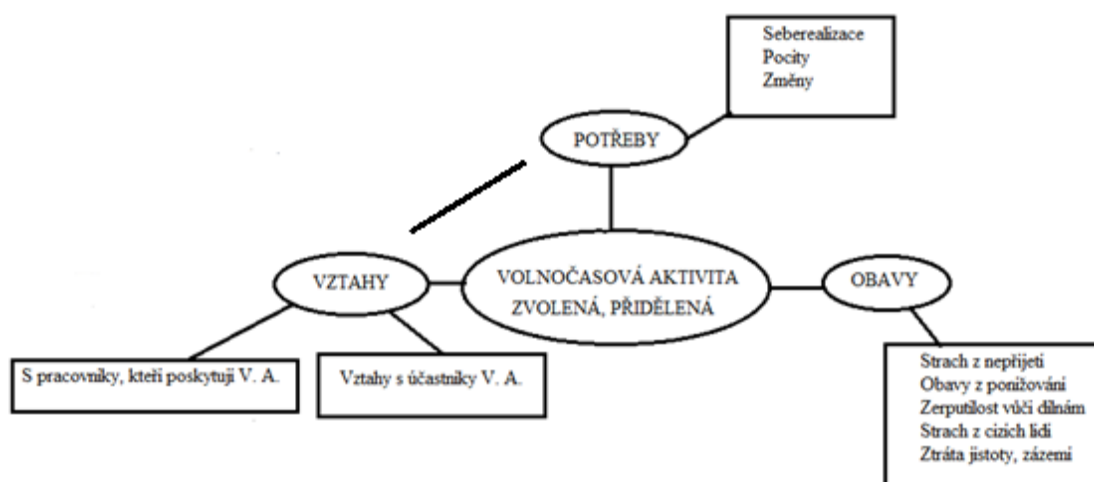 Seberealizace
Pocity
Změny
POTŘEBY
VZTAHY
VOLNOČASOVÁ AKTIVITA
ZVOLENÁ, PŘIDĚLENÁ
OBAVY
S pracovníky, kteří poskytují V. A.
Vztahy s účastníky V. A.
Strach z nepřijetí
Obavy z ponižování
Zerputilost vůči dílnám
Strach z cizích lidí
Ztráta jistoty, zázemí